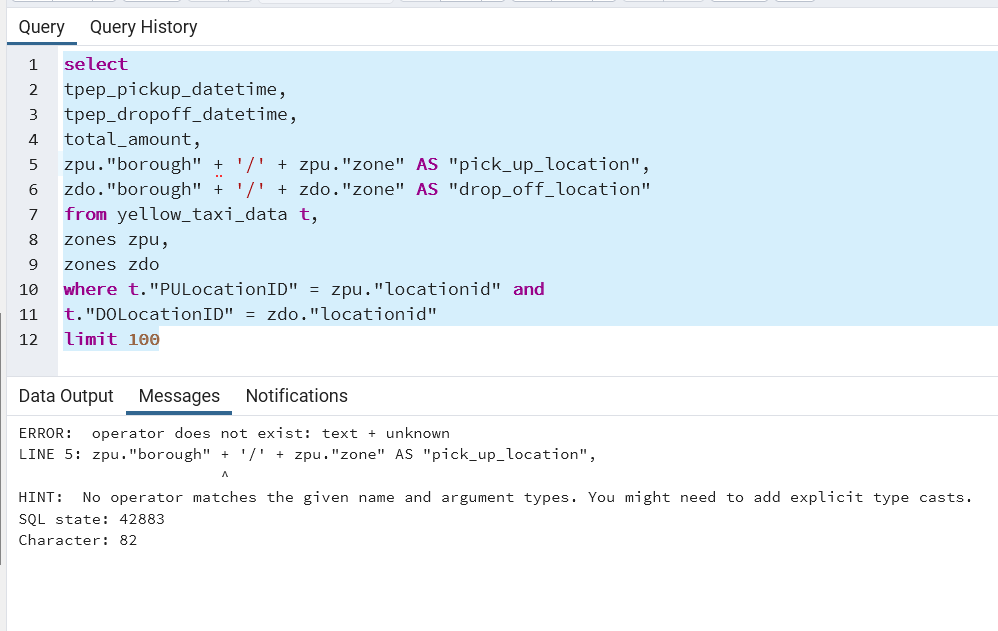 Query Query History
1 select
2 tpep_pickup_datetime,
3 tpep_dropoff_datetime,
4 total_amount,
5 zpu."borough" + '/' + zpu."zone" AS "pick_up_location",
6 zdo."borough" + '/' + zdo."zone" AS "drop_off_location"
7 from yellow_taxi_data t,
8 zones zpu,
9 zones zdo
10 where t."PULocationID" = zpu."locationid" and
11 t."DOLocationID" = zdo."locationid"
12 limit 100
Data Output Messages Notifications
ERROR:  operator does not exist: text + unknown
LINE 5: zpu."borough" + '/' + zpu."zone" AS "pick_up_location",
^
HINT:  No operator matches the given name and argument types. You might need to add explicit type casts.
SQL state: 42883
Character: 82